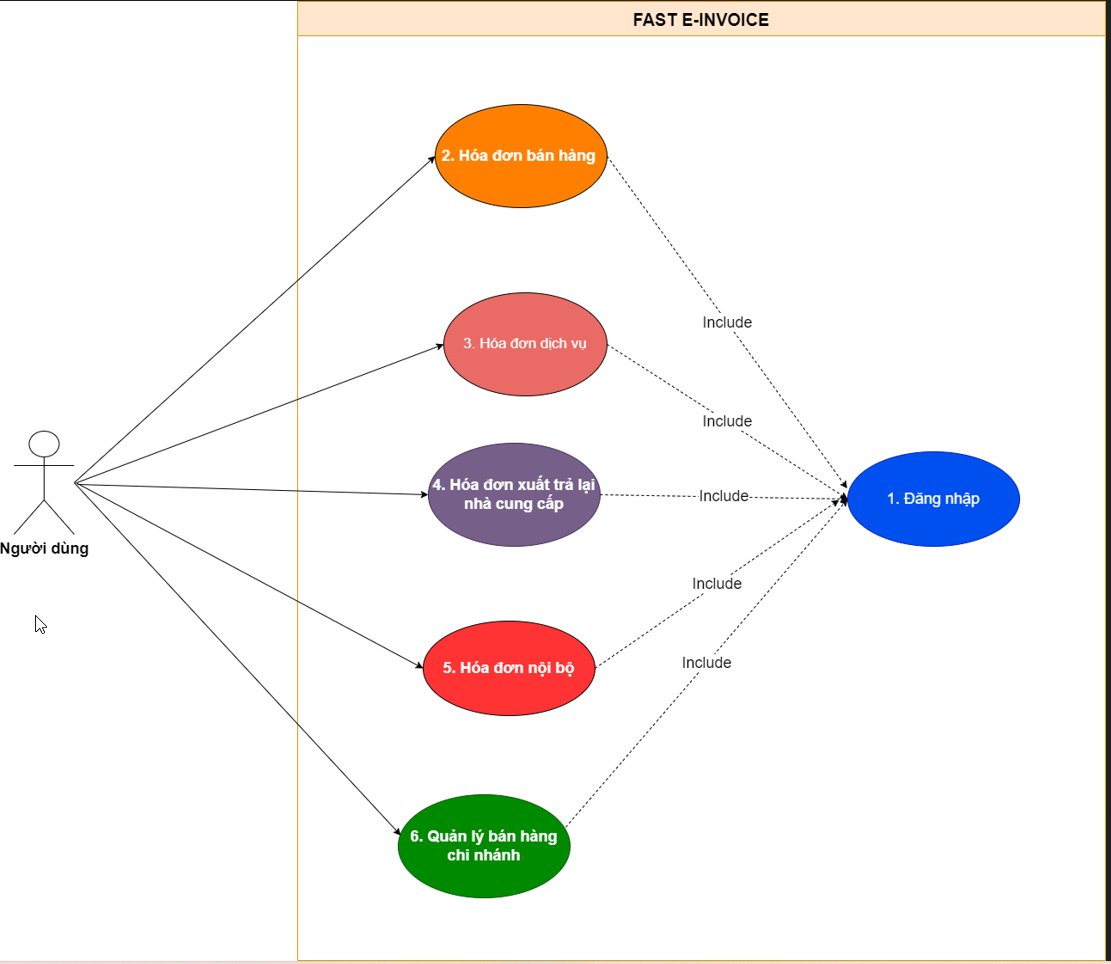 FAST E-INVOICE
2. Hóa đơn bán hàng
Include
3. Hóa đơn dịch vụ
Include
4. Hóa đơn xuất trả lại
nhà cung cấp
Include
1. Đăng nhập
Người dùng
Include
5. Hóa đơn nội bộ
Include
6. Quản lý bán hàng
chi nhánh